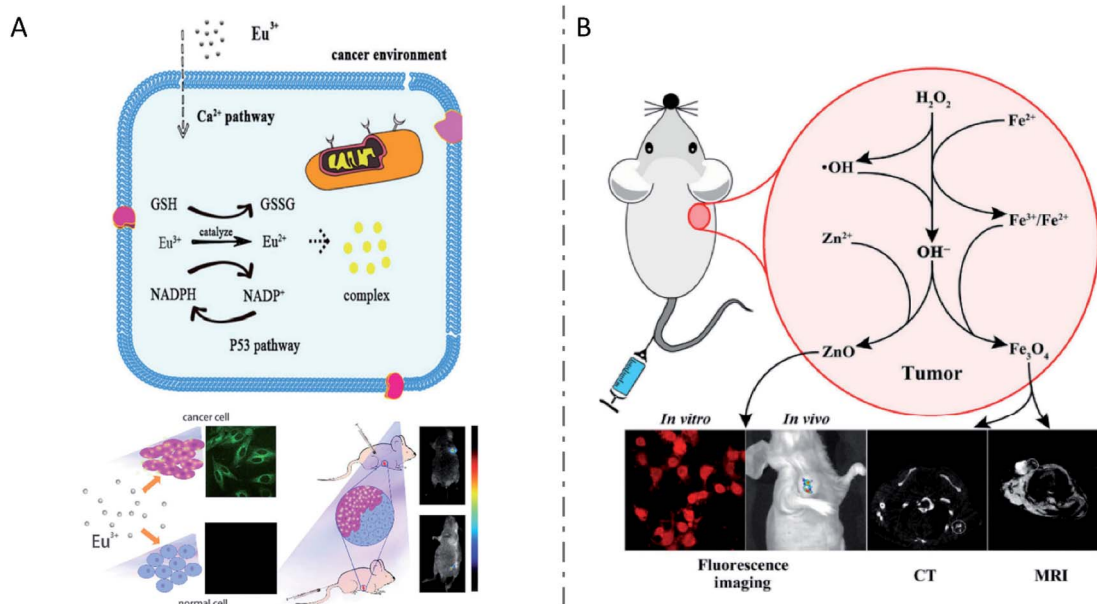 A
Eu³⁺
cancer environment
Ca²⁺ pathway
GSH
GSSG
Eu³⁺
catalyze
Eu²⁺
NADPH
NADP⁺
complex
P53 pathway
cancer cell
Eu³⁺
normal cell
B
H₂O₂
Fe²⁺
•OH
Fe³⁺/Fe²⁺
Zn²⁺
OH⁻
ZnO
Fe₃O₄
Tumor
In vitro
In vivo
Fluorescence
imaging
CT
MRI